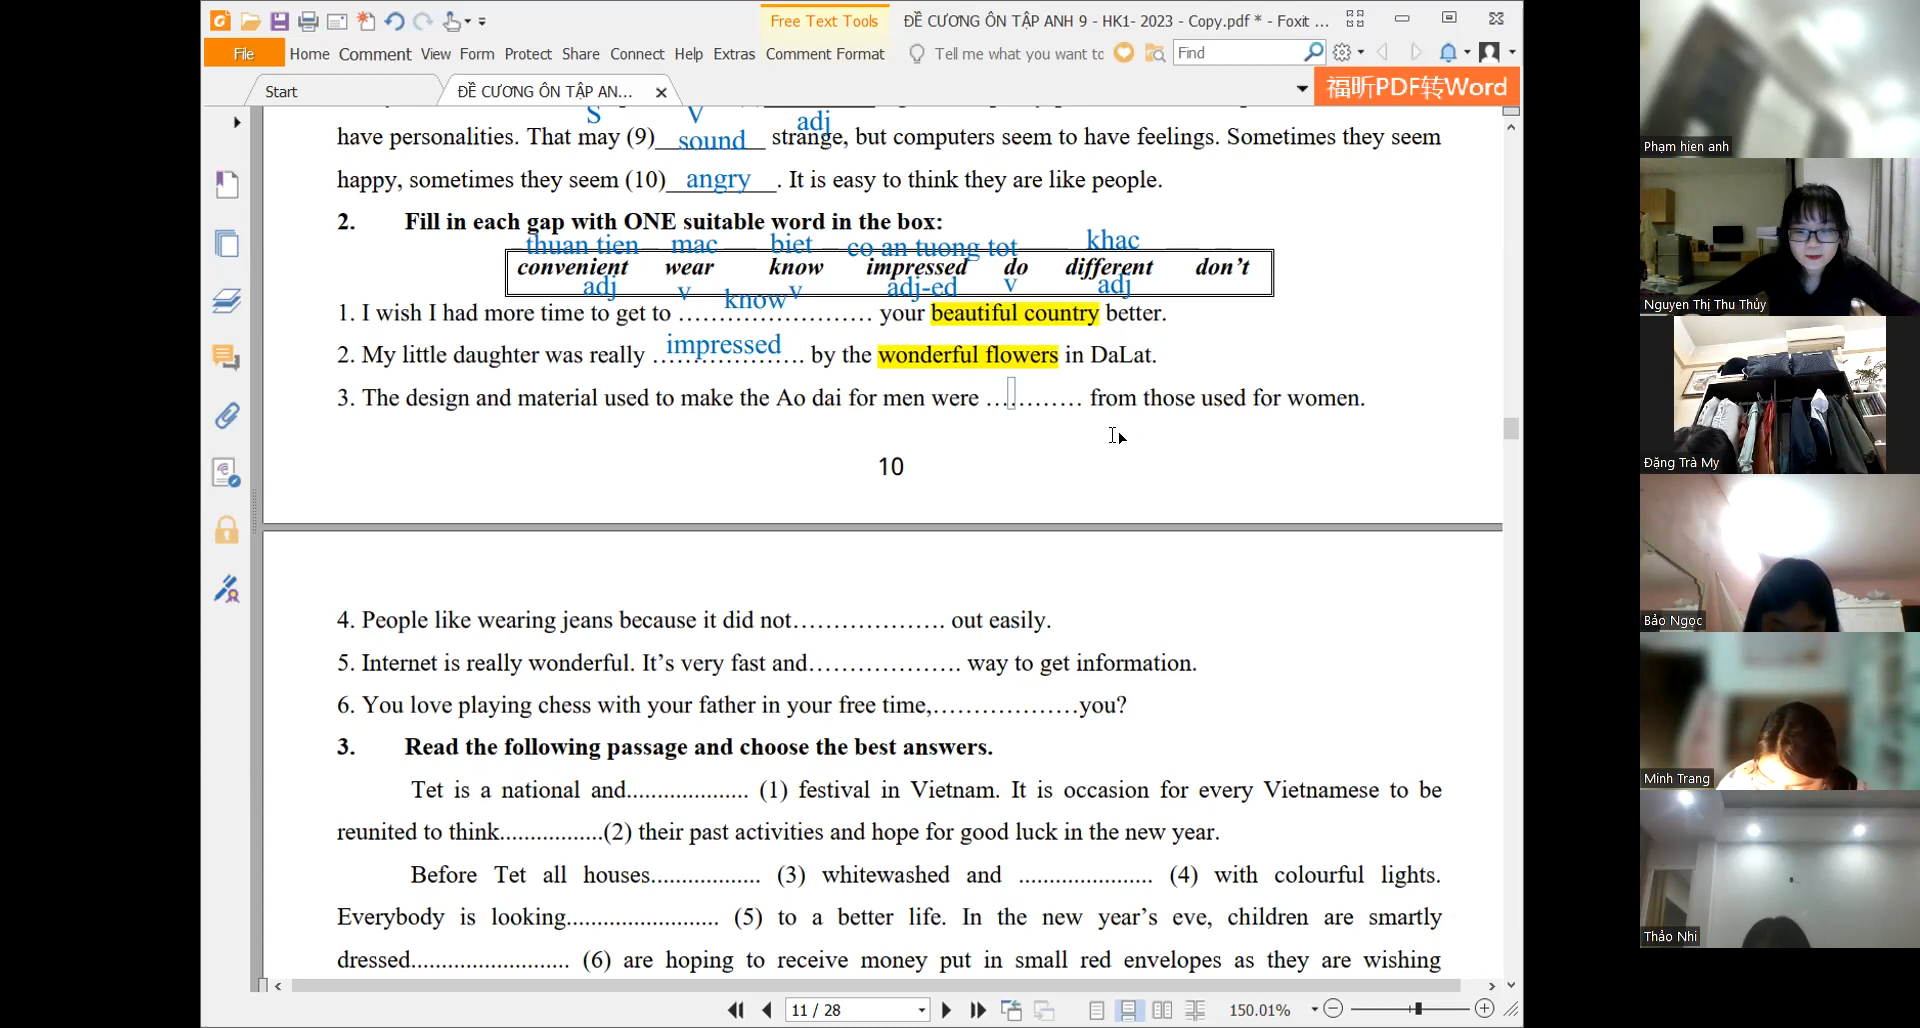 Free Text Tools
ĐỀ CƯƠNG ÔN TẬP ANH 9 - HK1- 2023 - Copy.pdf * - Foxit ...
File Home Comment View Form Protect Share Connect Help Extras Comment Format Tell me what you want to Find
Start ĐỀ CƯƠNG ÔN TẬP AN... 福昕PDF转Word
S V adj
have personalities. That may (9) sound strange, but computers seem to have feelings. Sometimes they seem
happy, sometimes they seem (10) angry. It is easy to think they are like people.
2. Fill in each gap with ONE suitable word in the box:
thuan tien mac biet co an tuong tot khac
convenient wear know impressed do different don't
adj v v adj-ed v adj
know
1. I wish I had more time to get to …………………… your beautiful country better.
impressed
2. My little daughter was really ………………. by the wonderful flowers in DaLat.
3. The design and material used to make the Ao dai for men were ………… from those used for women.
10
4. People like wearing jeans because it did not………………. out easily.
5. Internet is really wonderful. It's very fast and………………. way to get information.
6. You love playing chess with your father in your free time,………………you?
3. Read the following passage and choose the best answers.
Tet is a national and.................... (1) festival in Vietnam. It is occasion for every Vietnamese to be
reunited to think.................(2) their past activities and hope for good luck in the new year.
Before Tet all houses.................. (3) whitewashed and ...................... (4) with colourful lights.
Everybody is looking......................... (5) to a better life. In the new year's eve, children are smartly
dressed.......................... (6) are hoping to receive money put in small red envelopes as they are wishing
11 / 28 150.01%
Phạm hien anh
Nguyen Thị Thu Thủy
Đặng Trà My
Bảo Ngọc
Minh Trang
Thảo Nhi